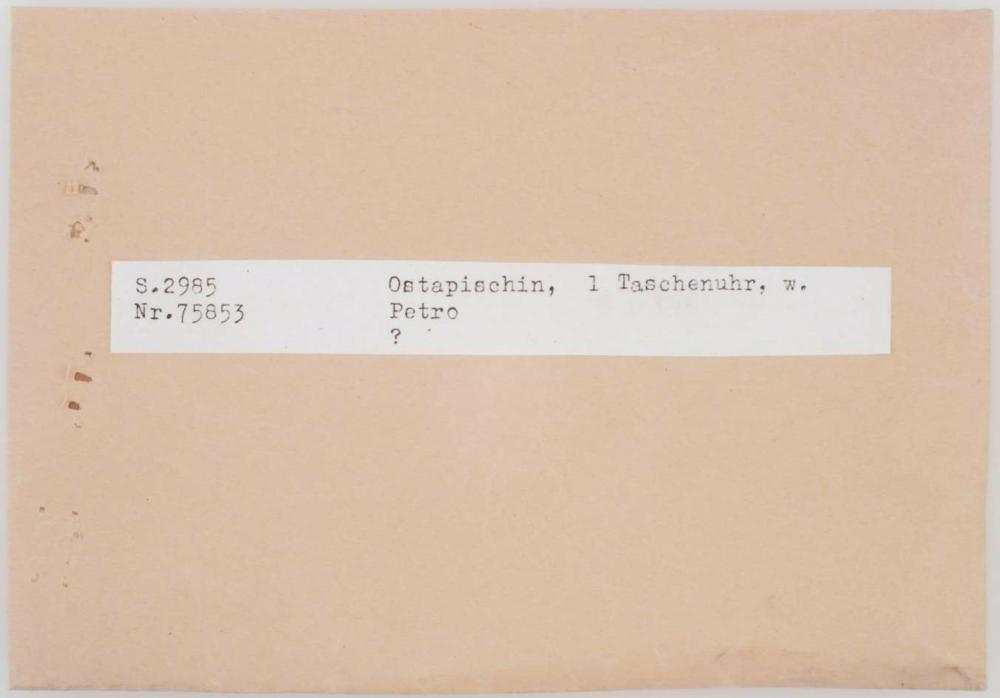 S.2985 Ostapischin, 1 Taschenuhr, w.
Nr.75853 Petro
?